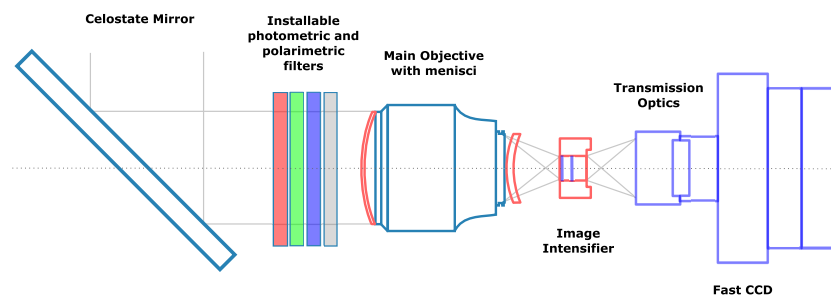 Celostate Mirror
Installable
photometric and
polarimetric
filters
Main Objective
with menisci
Transmission
Optics
Image
Intensifier
Fast CCD